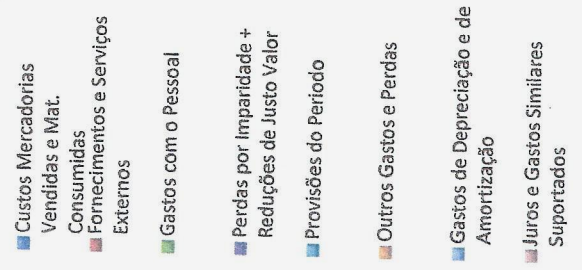 Custos Mercadorias
Vendidas e Mat.
Consumidas
Fornecimentos e Serviços
Externos
Gastos com o Pessoal
Perdas por Imparidade +
Reduções de Justo Valor
Provisões do Periodo
Outros Gastos e Perdas
Gastos de Depreciação e de
Amortização
Juros e Gastos Similares
Suportados